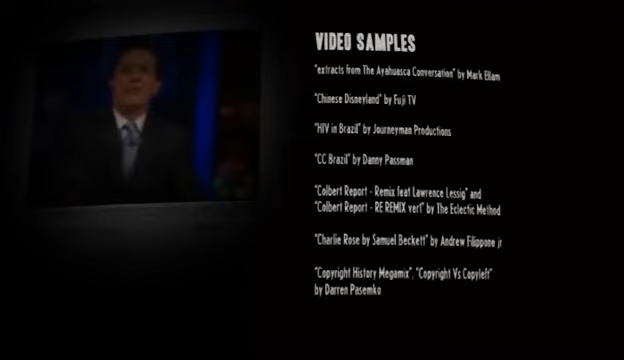 VIDEO SAMPLES
"extracts from The Ayahuasca Conversation" by Mark Ellam
"Chinese Disneyland" by Fuji TV
"HIV in Brazil" by Journeyman Productions
"CC Brazil" by Danny Passman
"Colbert Report - Remix feat Lawrence Lessig" and
"Colbert Report - RE REMIX ver1" by The Eclectic Method
"Charlie Rose by Samuel Beckett" by Andrew Filippone jr
"Copyright History Megamix", "Copyright Vs Copyleft"
by Darren Pasemko